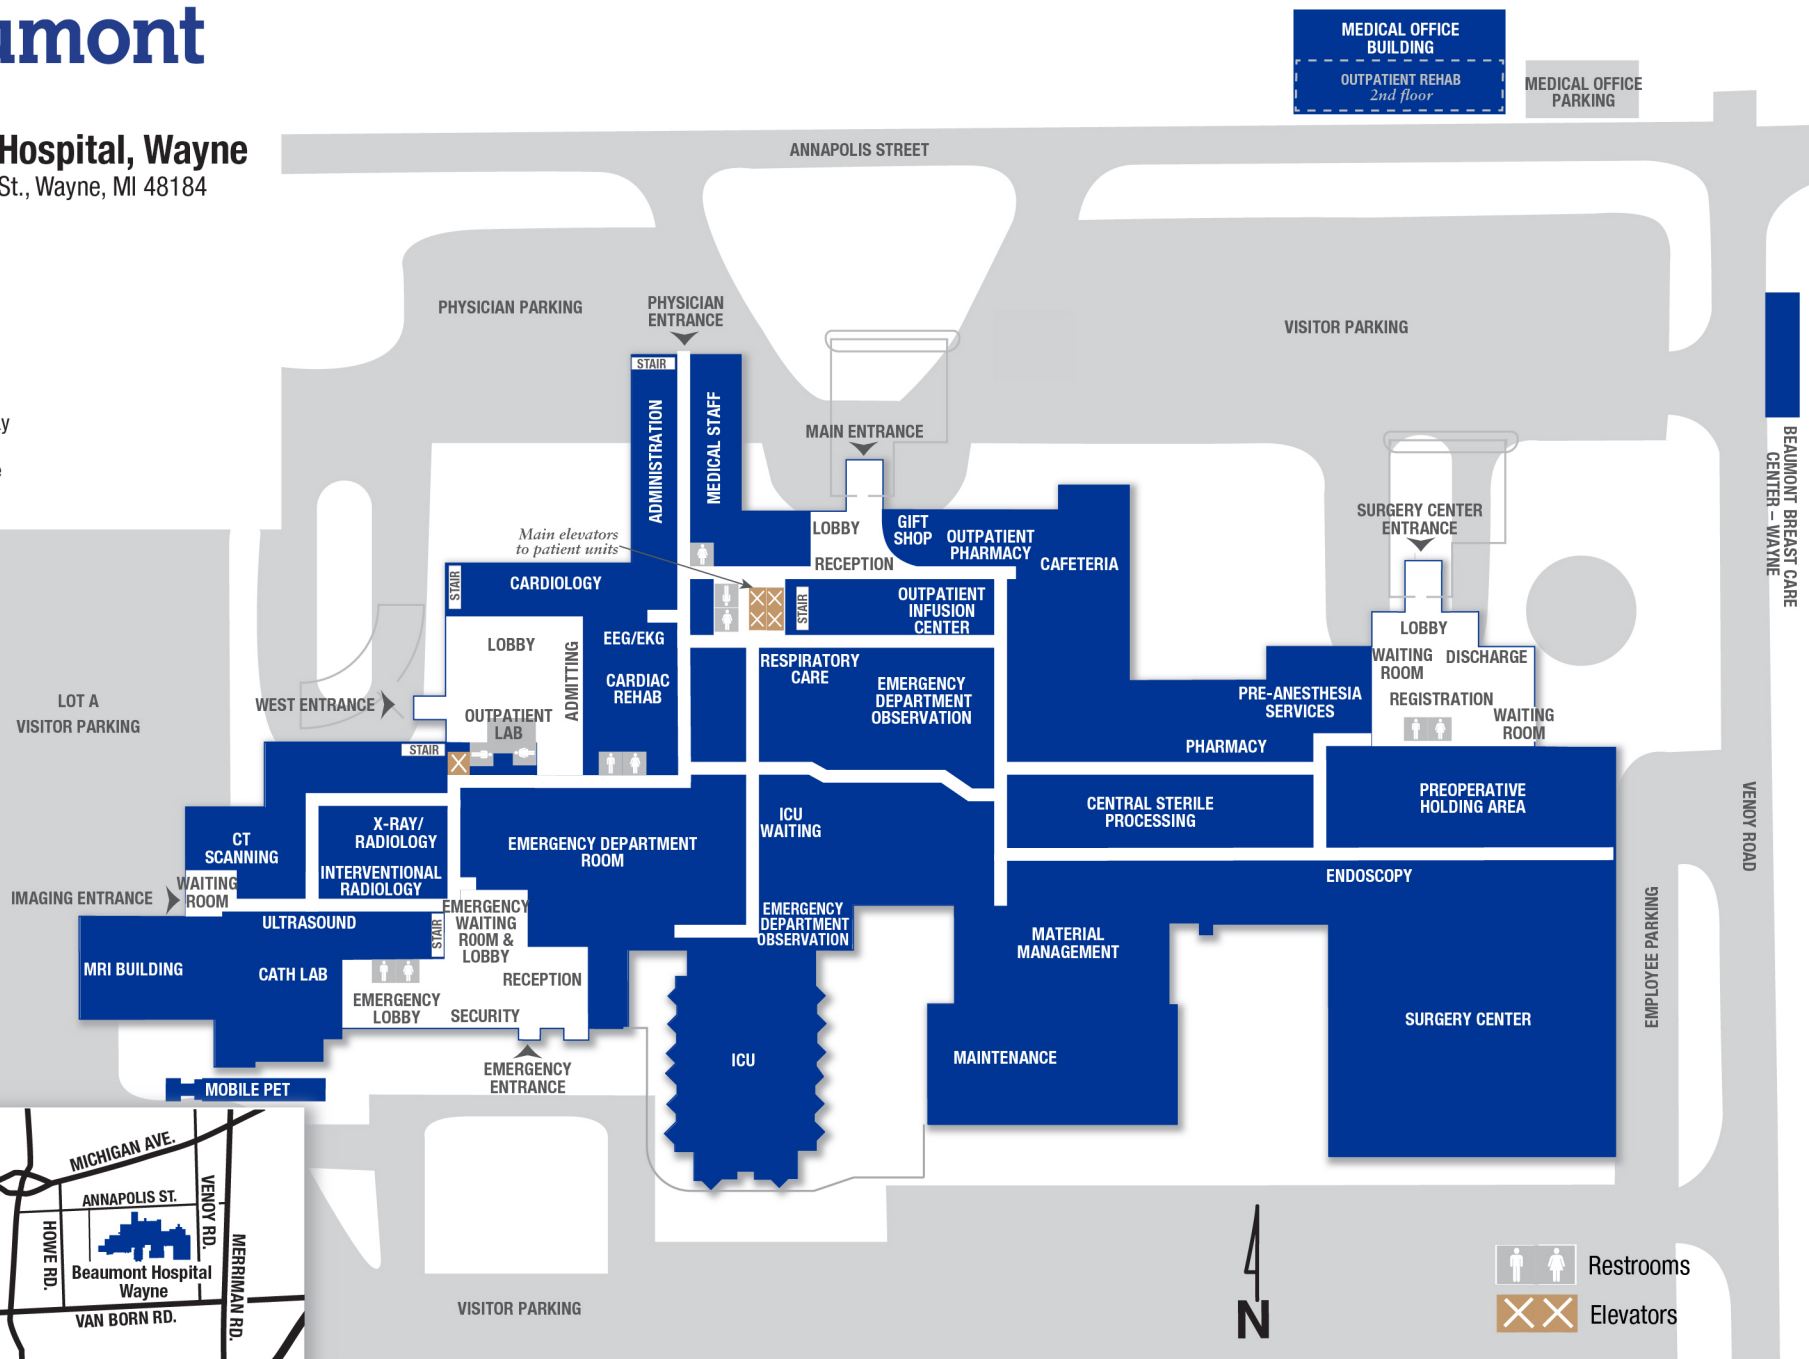 umont
Hospital, Wayne
St., Wayne, MI 48184
MEDICAL OFFICE
BUILDING
OUTPATIENT REHAB
2nd floor
MEDICAL OFFICE
PARKING
ANNAPOLIS STREET
PHYSICIAN PARKING
PHYSICIAN
ENTRANCE
VISITOR PARKING
STAIR
ADMINISTRATION
MEDICAL STAFF
MAIN ENTRANCE
y
e
BEAUMONT BREAST CARE
CENTER – WAYNE
SURGERY CENTER
ENTRANCE
Main elevators
to patient units
LOBBY
RECEPTION
GIFT
SHOP
OUTPATIENT
PHARMACY
CAFETERIA
STAIR
CARDIOLOGY
STAIR
OUTPATIENT
INFUSION
CENTER
LOBBY
ADMITTING
EEG/EKG
CARDIAC
REHAB
RESPIRATORY
CARE
EMERGENCY
DEPARTMENT
OBSERVATION
LOBBY
WAITING
ROOM
DISCHARGE
REGISTRATION
WAITING
ROOM
PRE-ANESTHESIA
SERVICES
PHARMACY
LOT A
VISITOR PARKING
WEST ENTRANCE
OUTPATIENT
LAB
STAIR
CT
SCANNING
X-RAY/
RADIOLOGY
INTERVENTIONAL
RADIOLOGY
EMERGENCY DEPARTMENT
ROOM
ICU
WAITING
CENTRAL STERILE
PROCESSING
PREOPERATIVE
HOLDING AREA
VENOY ROAD
IMAGING ENTRANCE
WAITING
ROOM
ULTRASOUND
STAIR
EMERGENCY
WAITING
ROOM &
LOBBY
RECEPTION
EMERGENCY
DEPARTMENT
OBSERVATION
ENDOSCOPY
MATERIAL
MANAGEMENT
EMPLOYEE PARKING
MRI BUILDING
CATH LAB
EMERGENCY
LOBBY
SECURITY
SURGERY CENTER
EMERGENCY
ENTRANCE
ICU
MAINTENANCE
MOBILE PET
MICHIGAN AVE.
ANNAPOLIS ST.
VENOY RD.
HOWE RD.
MERRIMAN RD.
Beaumont Hospital
Wayne
VAN BORN RD.
VISITOR PARKING
N
Restrooms
Elevators